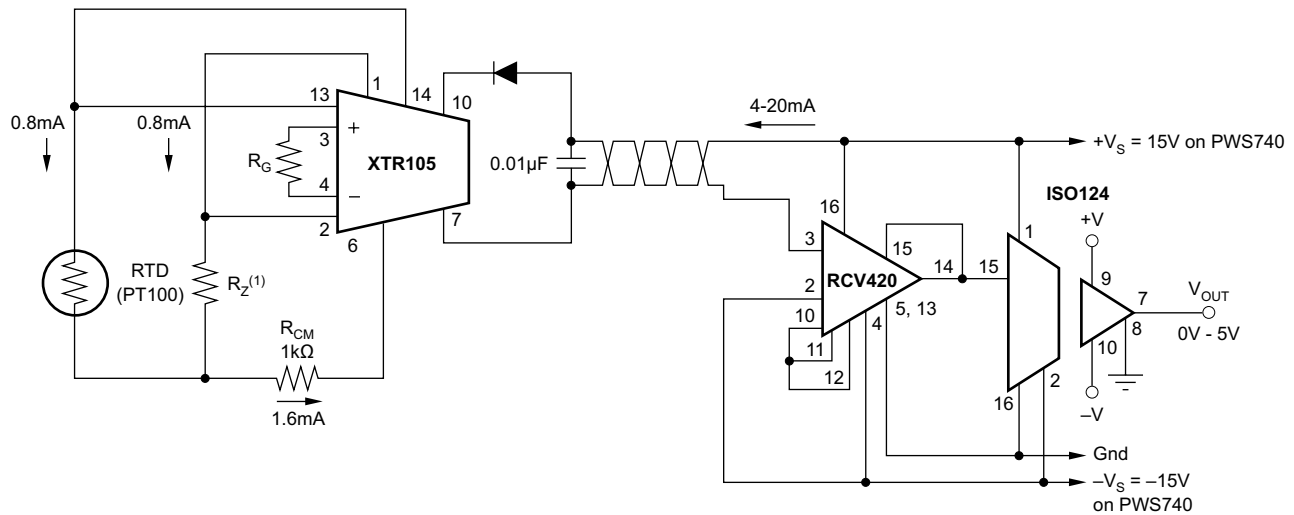 1
14
10
13
0.8mA
0.8mA
3
+
R_G
XTR105
4
–
2
6
7
0.01µF
4-20mA
+V_S = 15V on PWS740
ISO124
+V
16
1
3
15
RCV420
14
15
9
2
5, 13
7
V_OUT
10
4
8
0V - 5V
11
10
12
2
16
–V
RTD
(PT100)
R_Z^(1)
R_CM
1kΩ
1.6mA
Gnd
–V_S = –15V
on PWS740